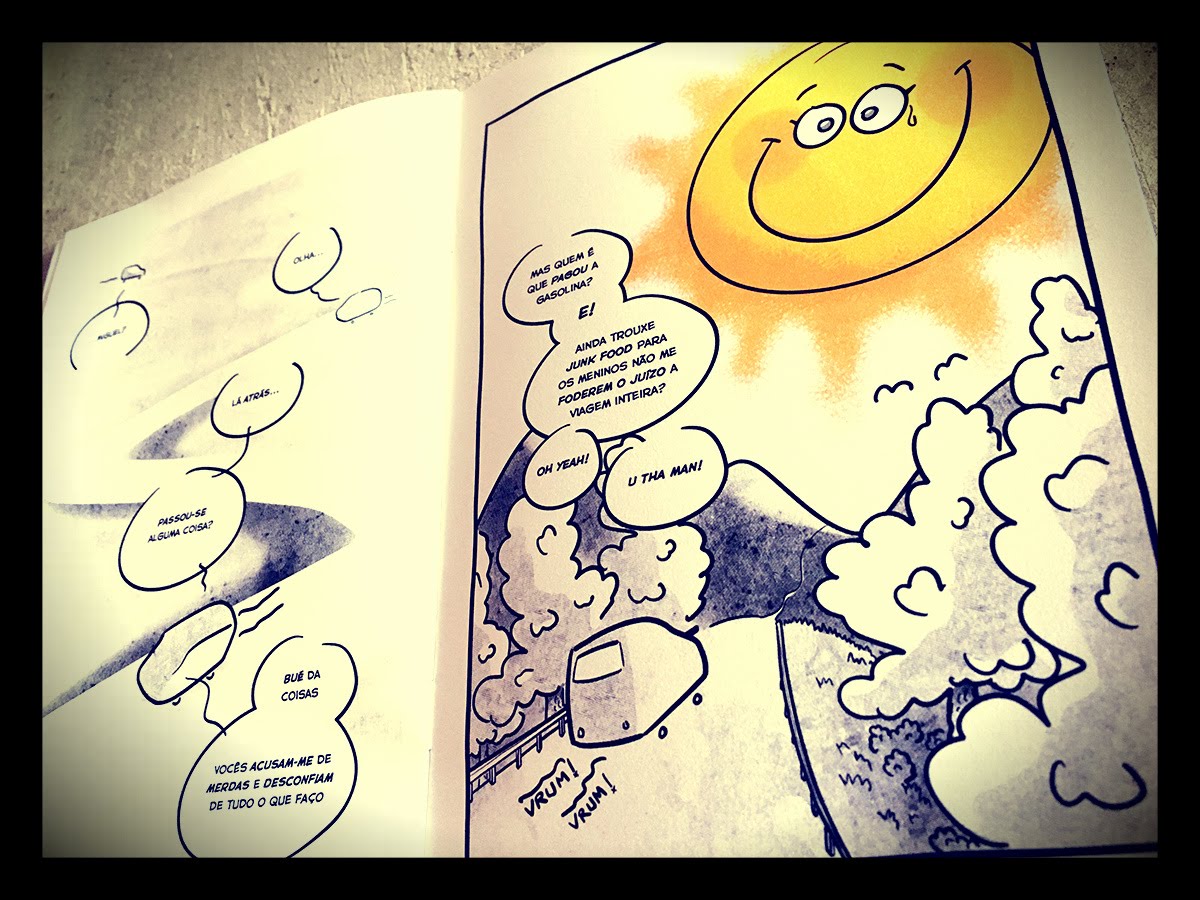 MIGUEL?
OLHA...
LÁ ATRÁS...
PASSOU-SE
ALGUMA COISA?
BUÉ DA
COISAS
VOCÊS ACUSAM-ME DE
MERDAS E DESCONFIAM
DE TUDO O QUE FAÇO
MAS QUEM É
QUE PAGOU A
GASOLINA?
E!
AINDA TROUXE
JUNK FOOD PARA
OS MENINOS NÃO ME
FODEREM O JUÍZO A
VIAGEM INTEIRA?
OH YEAH!
U THA MAN!
VRUM!
VRUM!